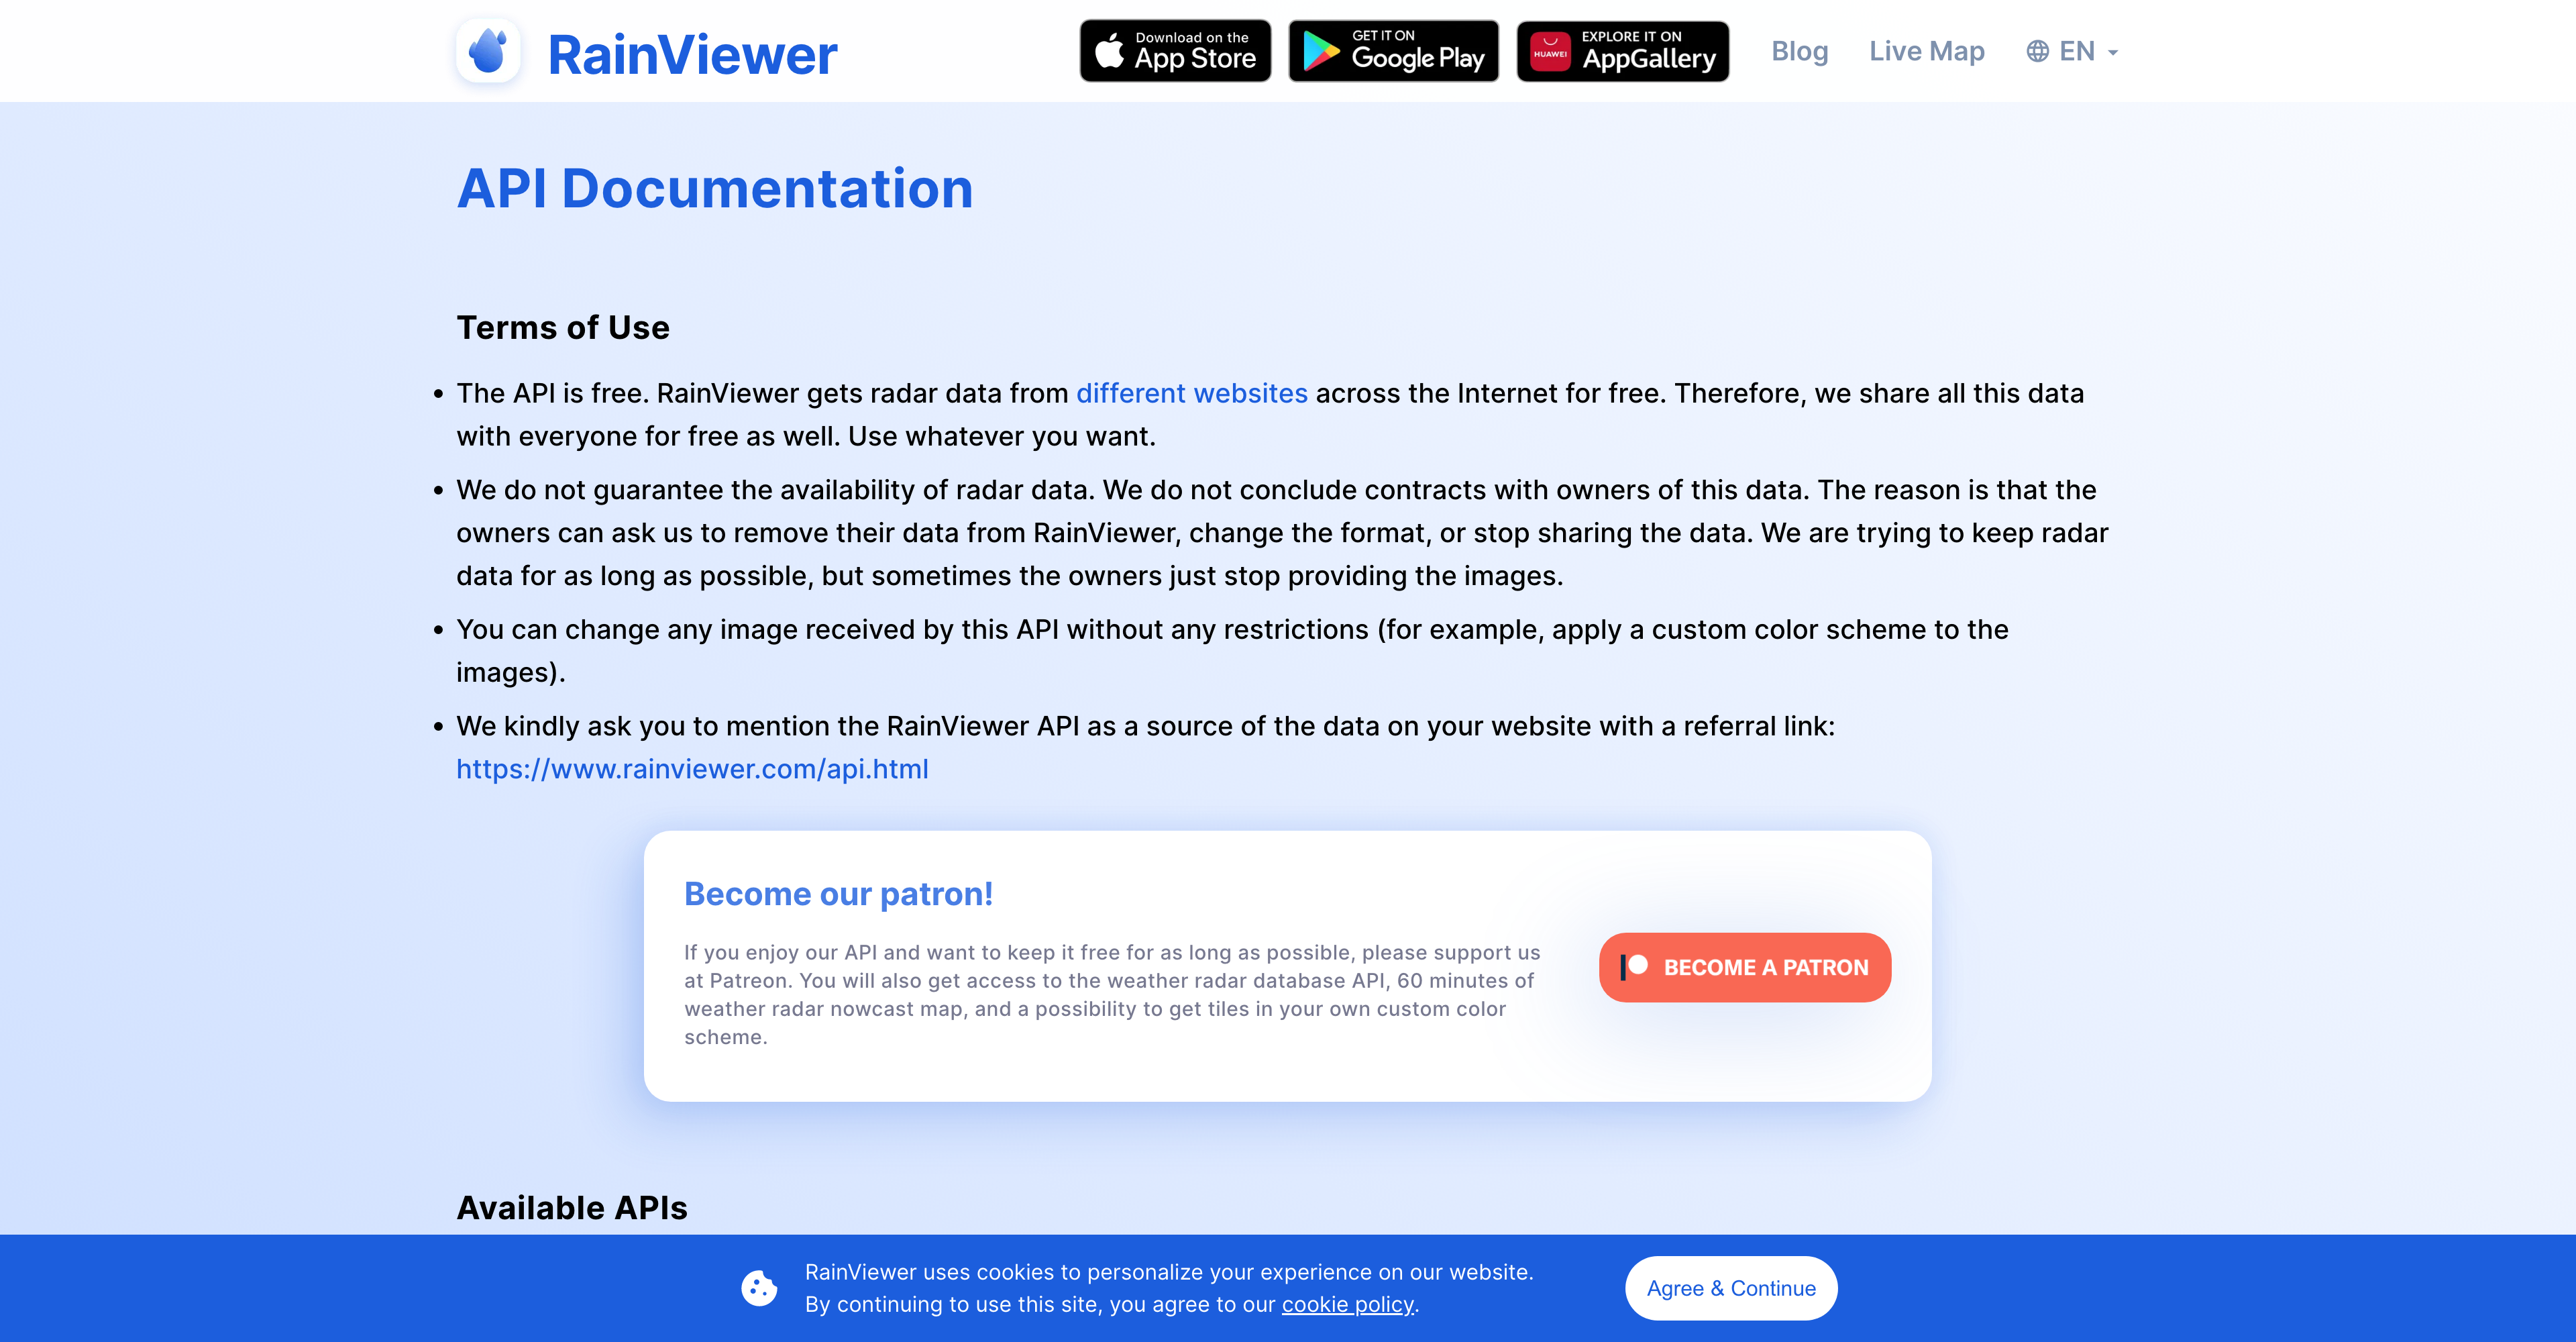 RainViewer
Download on the
App Store
GET IT ON
Google Play
HUAWEI
EXPLORE IT ON
AppGallery
Blog
Live Map
EN
API Documentation
Terms of Use
• The API is free. RainViewer gets radar data from different websites across the Internet for free. Therefore, we share all this data
with everyone for free as well. Use whatever you want.
• We do not guarantee the availability of radar data. We do not conclude contracts with owners of this data. The reason is that the
owners can ask us to remove their data from RainViewer, change the format, or stop sharing the data. We are trying to keep radar
data for as long as possible, but sometimes the owners just stop providing the images.
• You can change any image received by this API without any restrictions (for example, apply a custom color scheme to the
images).
• We kindly ask you to mention the RainViewer API as a source of the data on your website with a referral link:
https://www.rainviewer.com/api.html
Become our patron!
If you enjoy our API and want to keep it free for as long as possible, please support us
at Patreon. You will also get access to the weather radar database API, 60 minutes of
weather radar nowcast map, and a possibility to get tiles in your own custom color
scheme.
BECOME A PATRON
Available APIs
RainViewer uses cookies to personalize your experience on our website.
By continuing to use this site, you agree to our cookie policy.
Agree & Continue